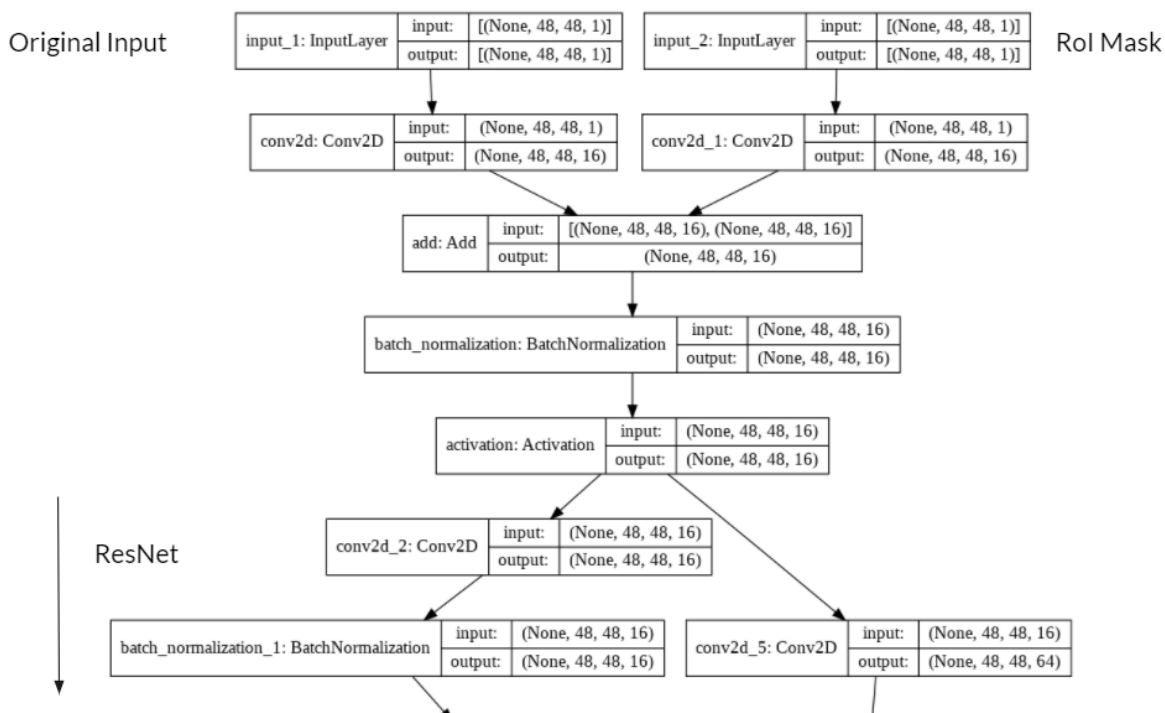 Original Input
input_1: InputLayer
input: [(None, 48, 48, 1)]
output: [(None, 48, 48, 1)]
input_2: InputLayer
input: [(None, 48, 48, 1)]
output: [(None, 48, 48, 1)]
RoI Mask
conv2d: Conv2D
input: (None, 48, 48, 1)
output: (None, 48, 48, 16)
conv2d_1: Conv2D
input: (None, 48, 48, 1)
output: (None, 48, 48, 16)
add: Add
input: [(None, 48, 48, 16), (None, 48, 48, 16)]
output: (None, 48, 48, 16)
batch_normalization: BatchNormalization
input: (None, 48, 48, 16)
output: (None, 48, 48, 16)
activation: Activation
input: (None, 48, 48, 16)
output: (None, 48, 48, 16)
ResNet
conv2d_2: Conv2D
input: (None, 48, 48, 16)
output: (None, 48, 48, 16)
batch_normalization_1: BatchNormalization
input: (None, 48, 48, 16)
output: (None, 48, 48, 16)
conv2d_5: Conv2D
input: (None, 48, 48, 16)
output: (None, 48, 48, 64)